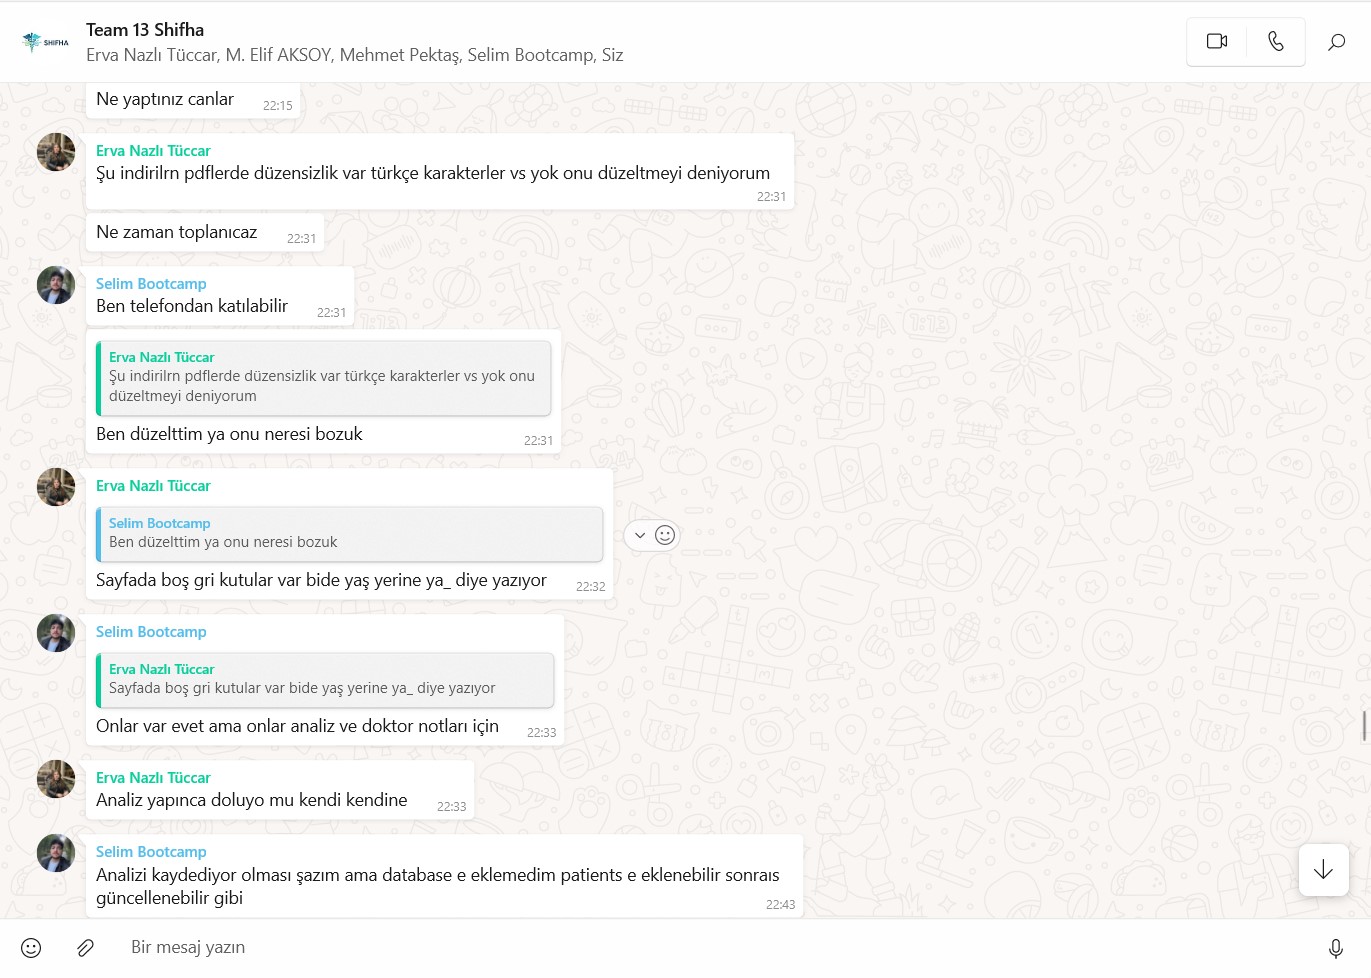 SHIFHA
Team 13 Shifha
Erva Nazlı Tüccar, M. Elif AKSOY, Mehmet Pektaş, Selim Bootcamp, Siz
Ne yaptınız canlar 22:15
Erva Nazlı Tüccar
Şu indirilrn pdflerde düzensizlik var türkçe karakterler vs yok onu düzeltmeyi deniyorum
22:31
Ne zaman toplanıcaz 22:31
Selim Bootcamp
Ben telefondan katılabilir 22:31
Erva Nazlı Tüccar
Şu indirilrn pdflerde düzensizlik var türkçe karakterler vs yok onu
düzeltmeyi deniyorum
Ben düzelttim ya onu neresi bozuk 22:31
Erva Nazlı Tüccar
Selim Bootcamp
Ben düzelttim ya onu neresi bozuk
Sayfada boş gri kutular var bide yaş yerine ya_ diye yazıyor 22:32
Selim Bootcamp
Erva Nazlı Tüccar
Sayfada boş gri kutular var bide yaş yerine ya_ diye yazıyor
Onlar var evet ama onlar analiz ve doktor notları için 22:33
Erva Nazlı Tüccar
Analiz yapınca doluyo mu kendi kendine 22:33
Selim Bootcamp
Analizi kaydediyor olması şazım ama database e eklemedim patients e eklenebilir sonraıs
güncellenebilir gibi 22:43
Bir mesaj yazın